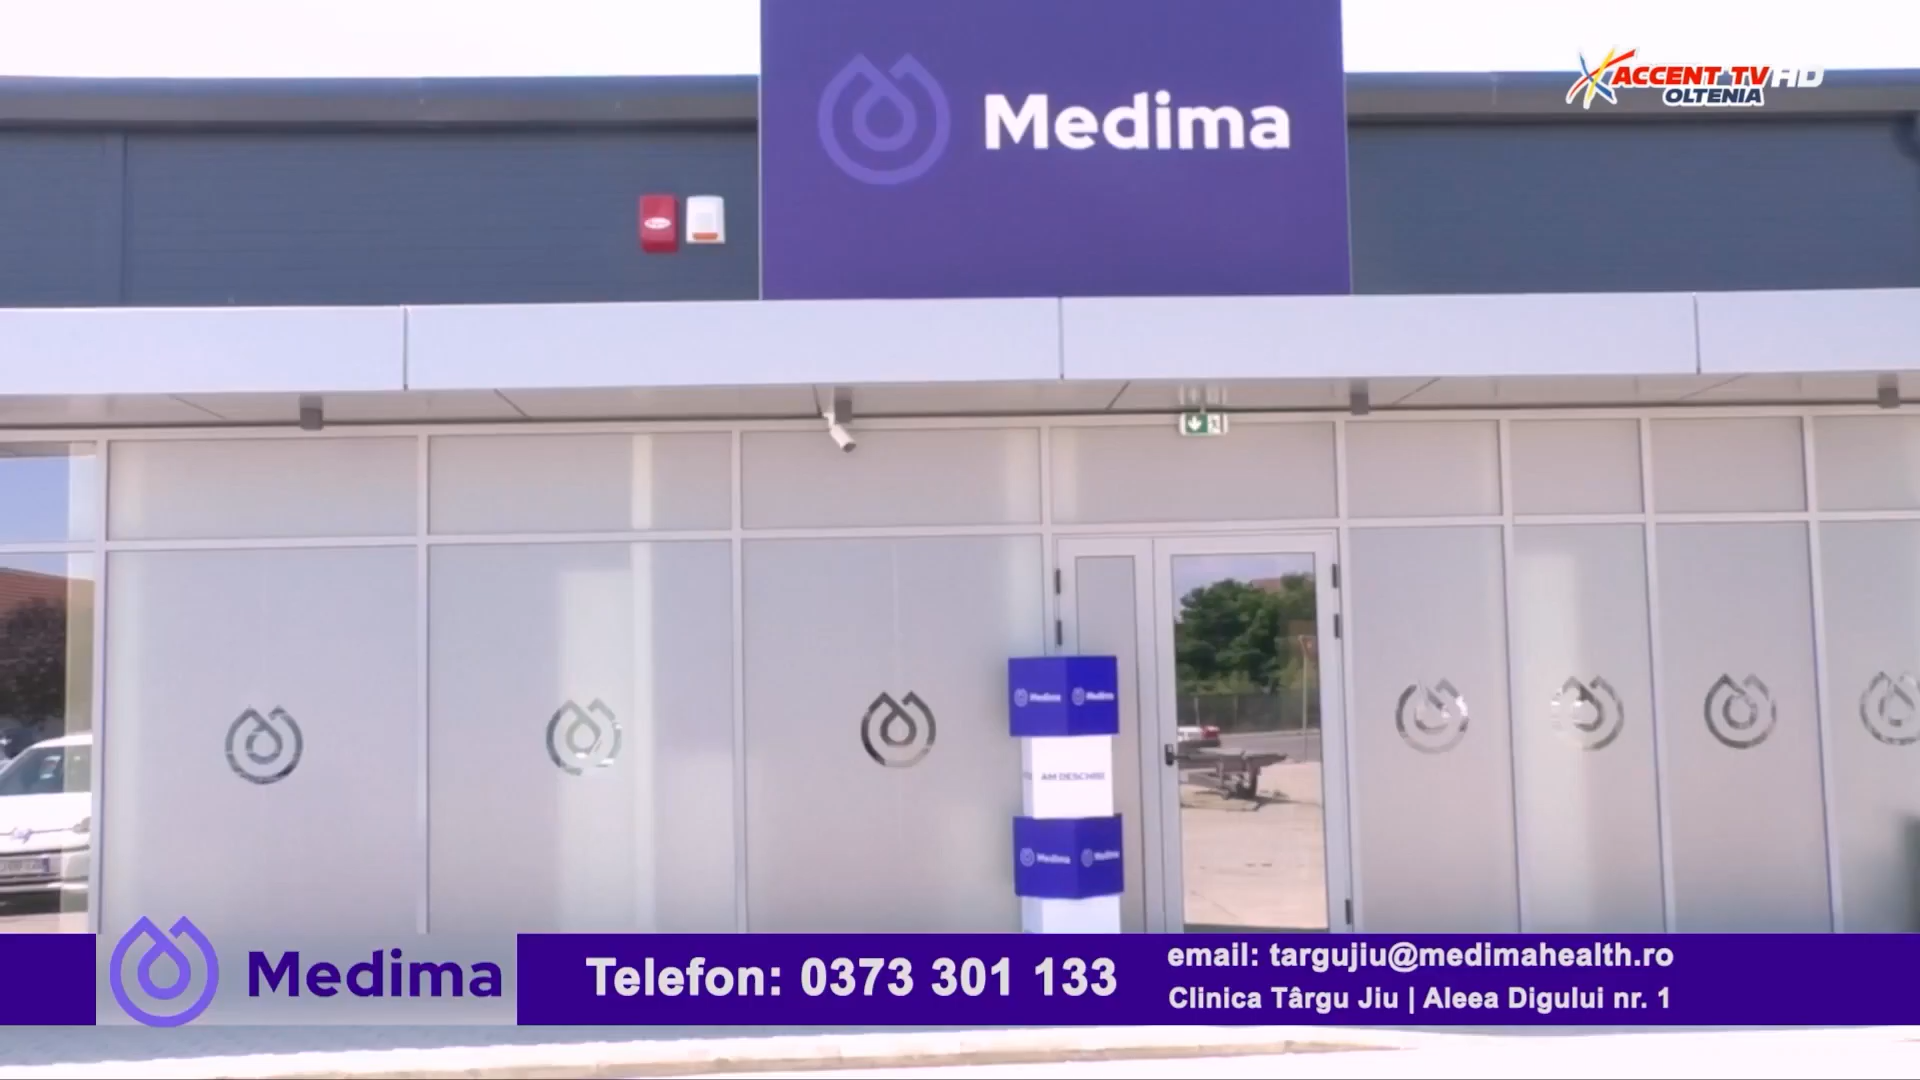 Medima
ACCENT TV HD
OLTENIA
Medima Medima
AM DESCHIS!
Medima Medima
Medima
Telefon: 0373 301 133
email: targujiu@medimahealth.ro
Clinica Târgu Jiu | Aleea Digului nr. 1